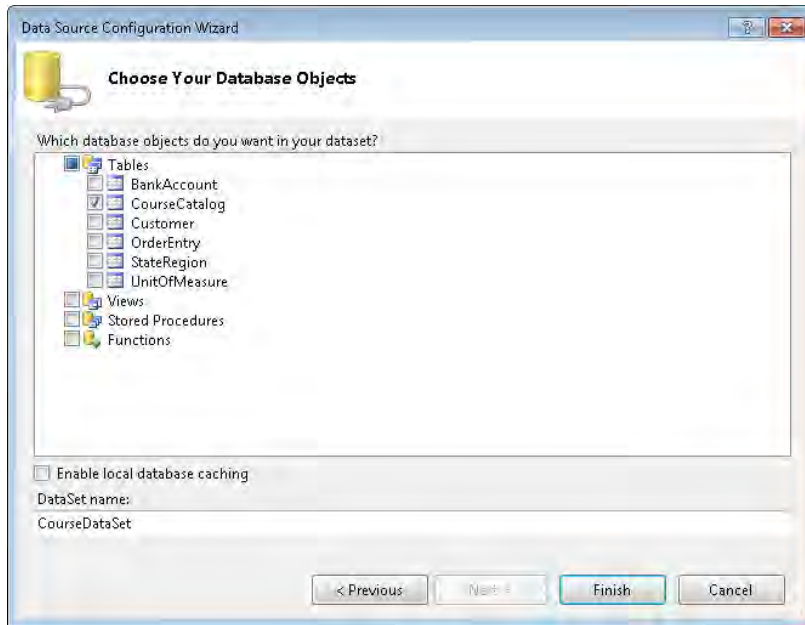 Data Source Configuration Wizard
Choose Your Database Objects
Which database objects do you want in your dataset?
Tables
BankAccount
CourseCatalog
Customer
OrderEntry
StateRegion
UnitOfMeasure
Views
Stored Procedures
Functions
Enable local database caching
DataSet name:
CourseDataSet
< Previous
Next >
Finish
Cancel